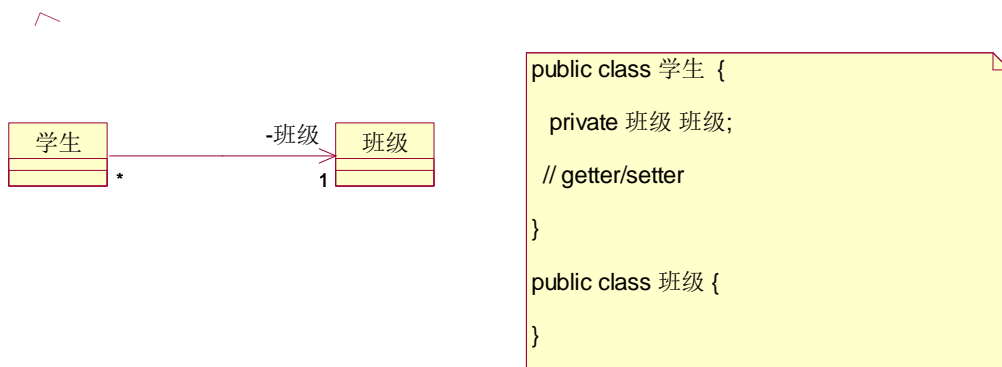 学生
-班级
班级
*
1
public class 学生 {
private 班级 班级;
// getter/setter
}
public class 班级 {
}